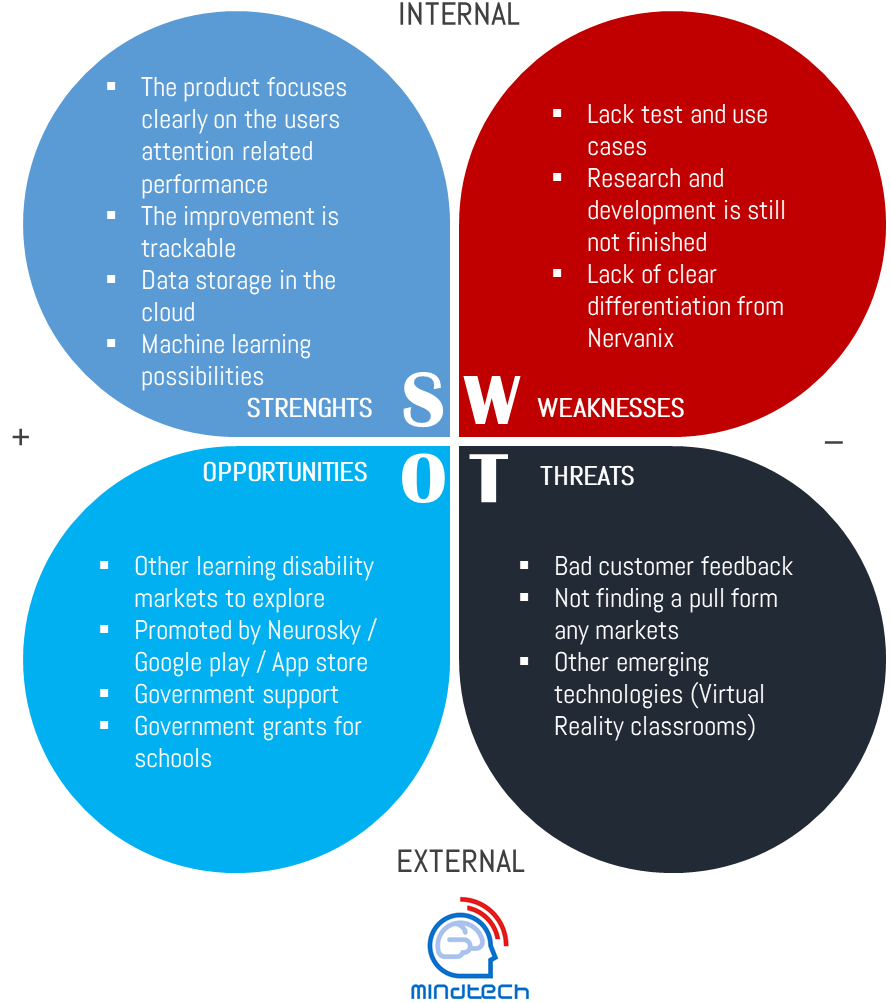 INTERNAL
▪ The product focuses
clearly on the users
attention related
performance
▪ The improvement is
trackable
▪ Data storage in the
cloud
▪ Machine learning
possibilities
STRENGHTS
S
▪ Lack test and use
cases
▪ Research and
development is still
not finished
▪ Lack of clear
differentiation from
Nervanix
W
WEAKNESSES
+
−
OPPORTUNITIES
O
▪ Other learning disability
markets to explore
▪ Promoted by Neurosky /
Google play / App store
▪ Government support
▪ Government grants for
schools
T
THREATS
▪ Bad customer feedback
▪ Not finding a pull form
any markets
▪ Other emerging
technologies (Virtual
Reality classrooms)
EXTERNAL
mindtech